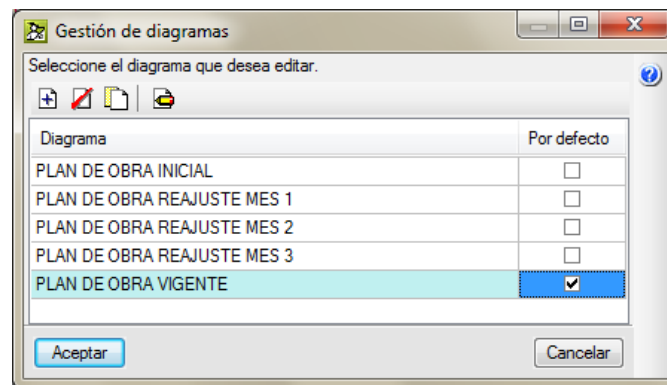 Gestión de diagramas
Seleccione el diagrama que desea editar.
Diagrama Por defecto
PLAN DE OBRA INICIAL
PLAN DE OBRA REAJUSTE MES 1
PLAN DE OBRA REAJUSTE MES 2
PLAN DE OBRA REAJUSTE MES 3
PLAN DE OBRA VIGENTE
Aceptar Cancelar